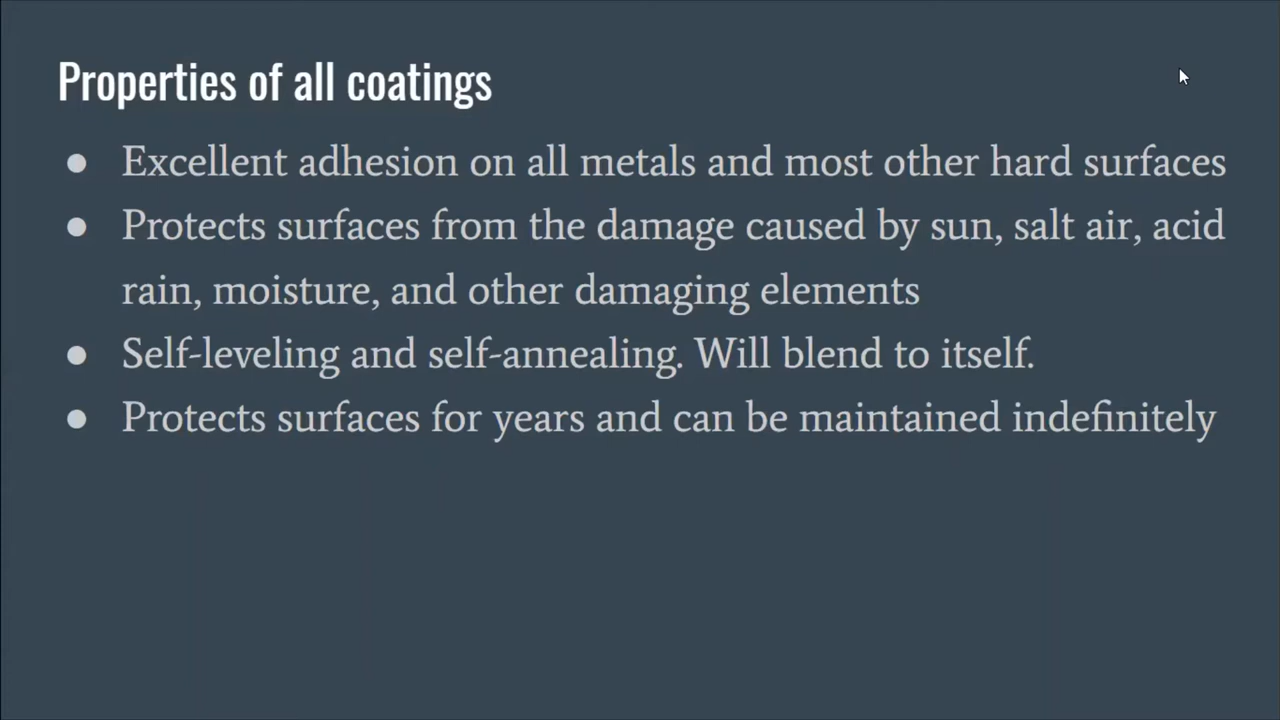 Properties of all coatings
● Excellent adhesion on all metals and most other hard surfaces
● Protects surfaces from the damage caused by sun, salt air, acid
rain, moisture, and other damaging elements
● Self-leveling and self-annealing. Will blend to itself.
● Protects surfaces for years and can be maintained indefinitely